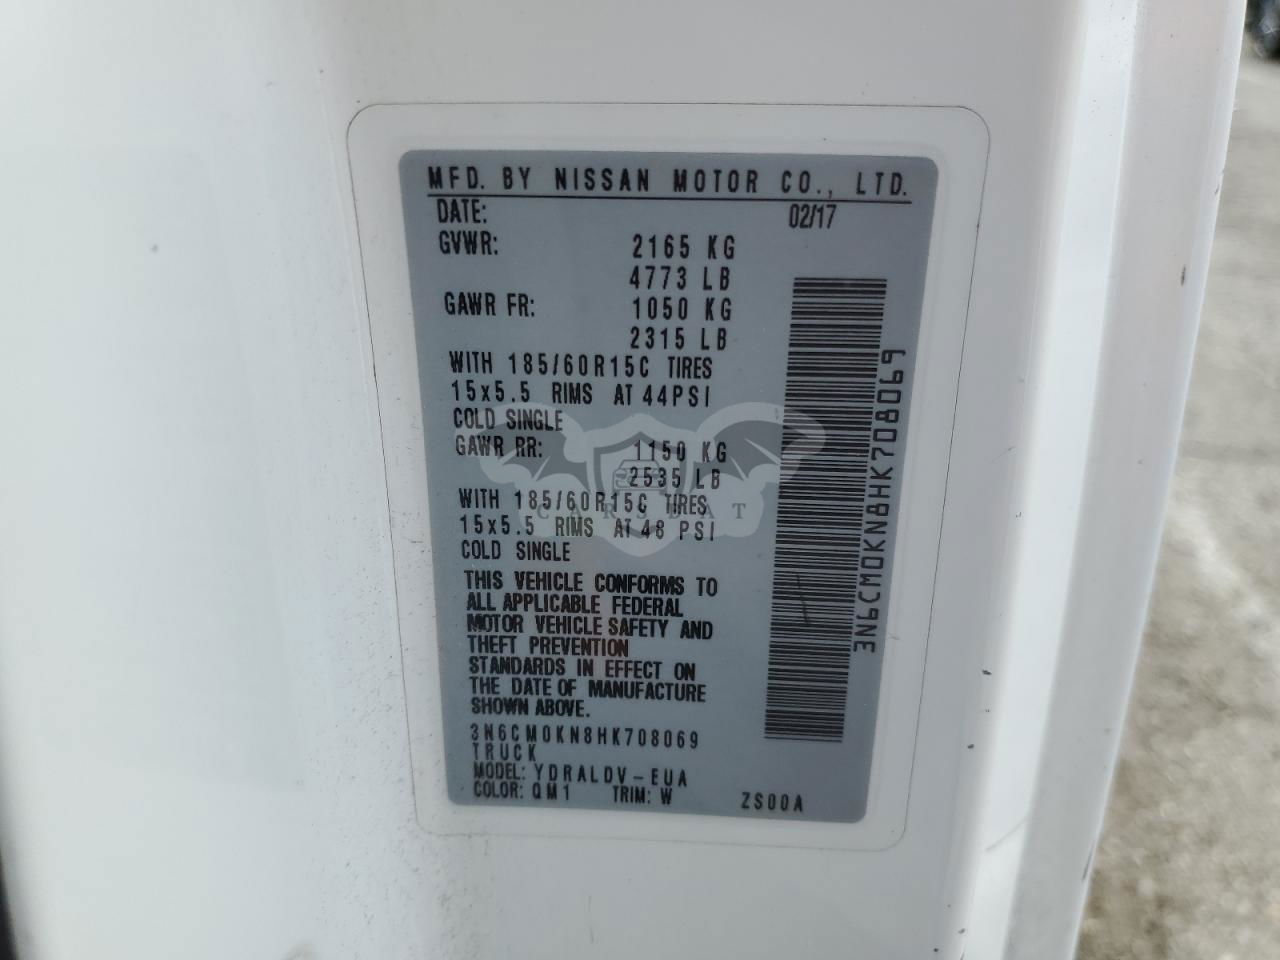 MFD. BY NISSAN MOTOR CO., LTD.
DATE: 02/17
GVWR: 2165 KG
4773 LB
GAWR FR: 1050 KG
2315 LB
WITH 185/60R15C TIRES
15x5.5 RIMS AT 44PSI
COLD SINGLE
GAWR RR: 1150 KG
2535 LB
WITH 185/60R15C TIRES
CARSBAT
15x5.5 RIMS AT 48 PSI
COLD SINGLE
THIS VEHICLE CONFORMS TO
ALL APPLICABLE FEDERAL
MOTOR VEHICLE SAFETY AND
THEFT PREVENTION
STANDARDS IN EFFECT ON
THE DATE OF MANUFACTURE
SHOWN ABOVE.
3N6CM0KN8HK708069
TRUCK
MODEL: YDRALDV-EUA
COLOR: QM1 TRIM: W ZS00A
3N6CM0KN8HK708069